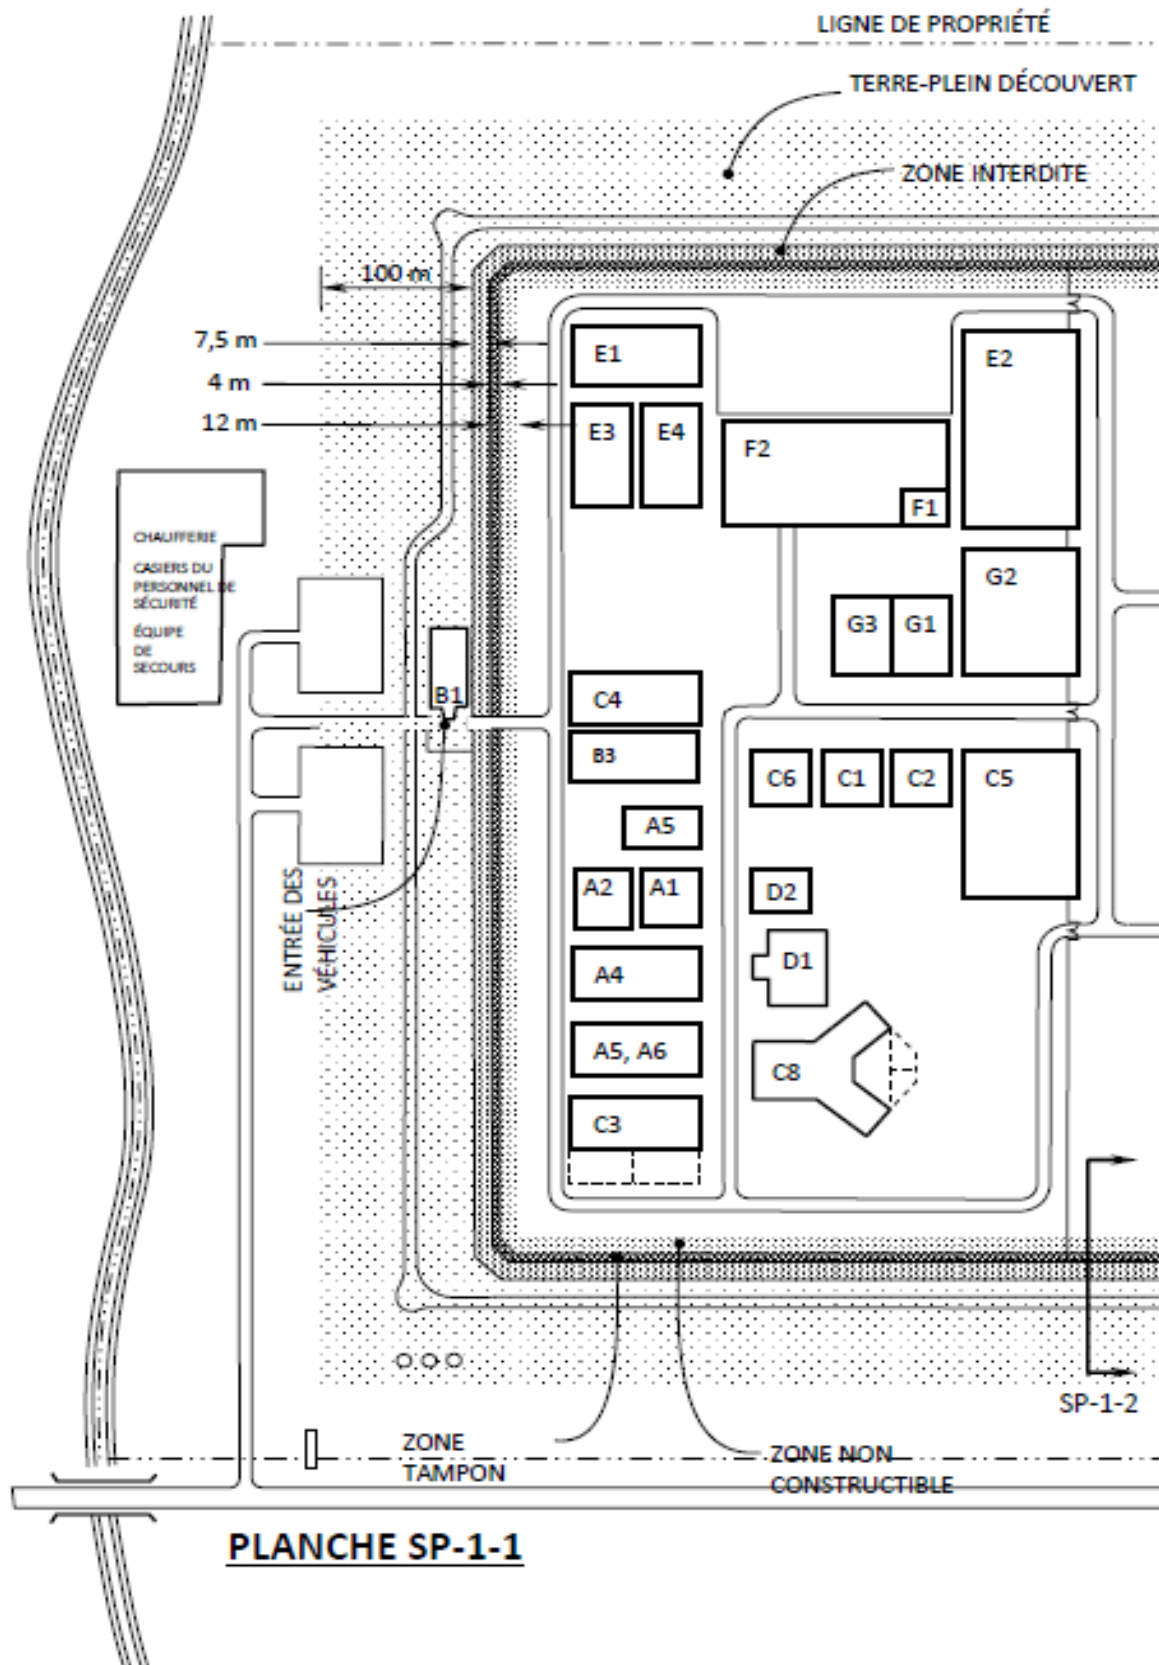 LIGNE DE PROPRIÉTÉ
TERRE-PLEIN DÉCOUVERT
ZONE INTERDITE
100 m
7,5 m
4 m
12 m
E1
E2
E3
E4
F2
F1
CHAUFFERIE
CASIERS DU
PERSONNEL DE
SÉCURITÉ
ÉQUIPE
DE
SECOURS
G2
G3
G1
B1
C4
B3
C6
C1
C2
C5
A5
A2
A1
D2
ENTRÉE DES
VÉHICULES
A4
D1
A5, A6
C8
C3
SP-1-2
ZONE
TAMPON
ZONE NON
CONSTRUCTIBLE
PLANCHE SP-1-1